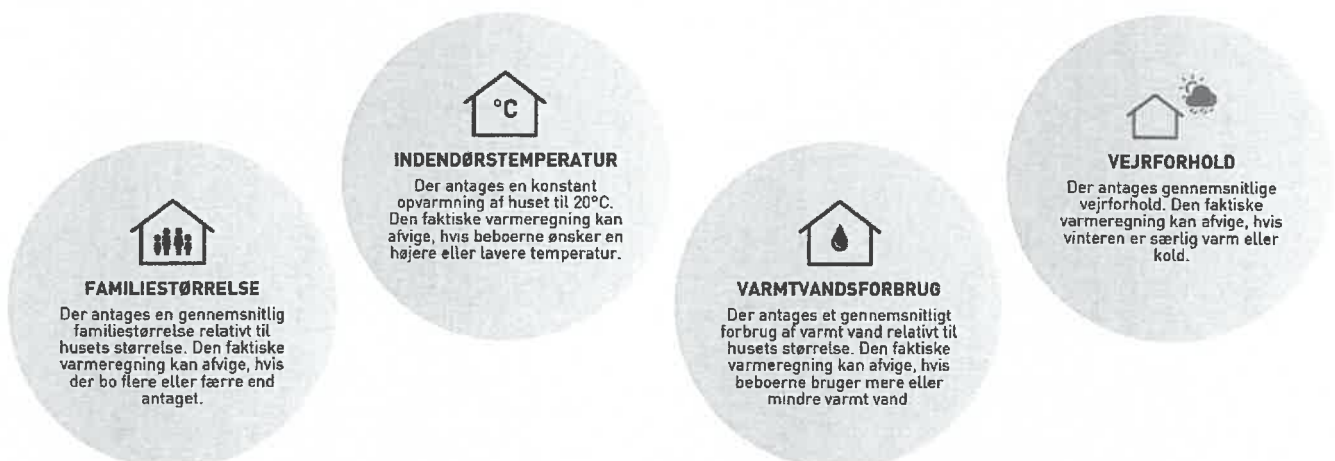 FAMILIESTØRRELSE
Der antages en gennemsnitlig
familiestørrelse relativt til
husets størrelse. Den faktiske
varmeregning kan afvige, hvis
der bo flere eller færre end
antaget.
°C
INDENDØRSTEMPERATUR
Der antages en konstant
opvarmning af huset til 20°C.
Den faktiske varmeregning kan
afvige, hvis beboerne ønsker en
højere eller lavere temperatur.
VARMTVANDSFORBRUG
Der antages et gennemsnitligt
forbrug af varmt vand relativt til
husets størrelse. Den faktiske
varmeregning kan afvige, hvis
beboerne bruger mere eller
mindre varmt vand
VEJRFORHOLD
Der antages gennemsnitlige
vejrforhold. Den faktiske
varmeregning kan afvige, hvis
vinteren er særlig varm eller
kold.